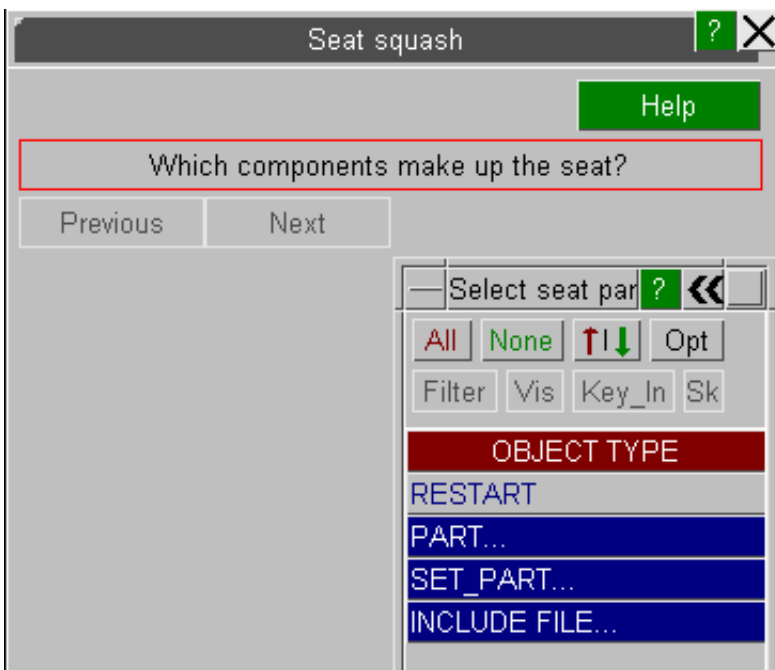 Seat squash ?
Help
Which components make up the seat?
Previous Next
Select seat par ?
All None Opt
Filter Vis Key_In Sk
OBJECT TYPE
RESTART
PART...
SET_PART...
INCLUDE FILE...